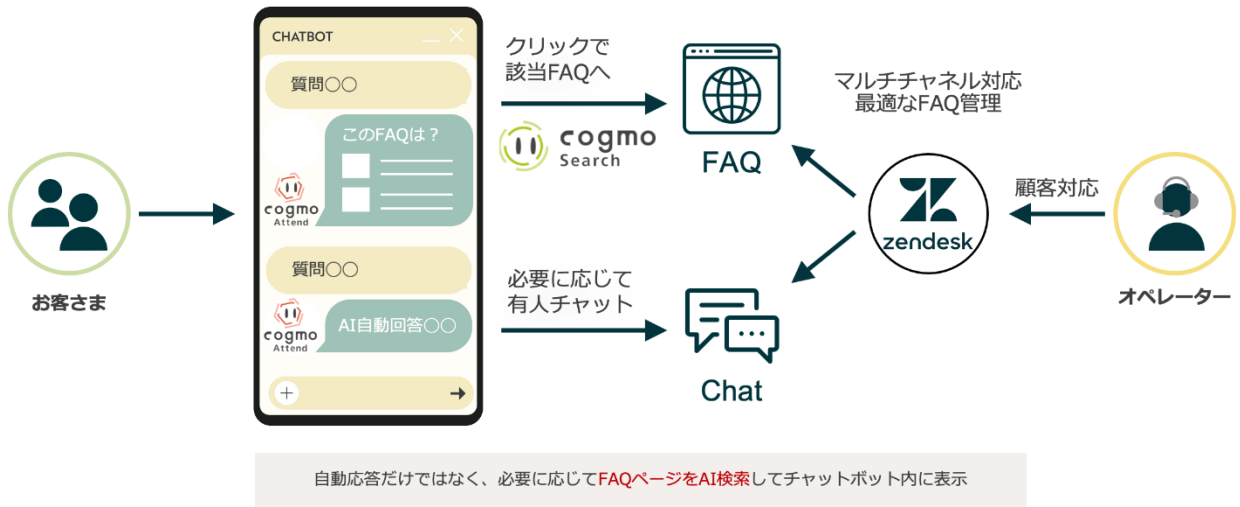 CHATBOT
質問〇〇
このFAQは？
cogmo
Attend
質問〇〇
AI自動回答〇〇
cogmo
Attend
お客さま
クリックで
該当FAQへ
cogmo
Search
FAQ
必要に応じて
有人チャット
Chat
マルチチャネル対応
最適なFAQ管理
zendesk
顧客対応
オペレーター
自動応答だけではなく、必要に応じてFAQページをAI検索してチャットボット内に表示